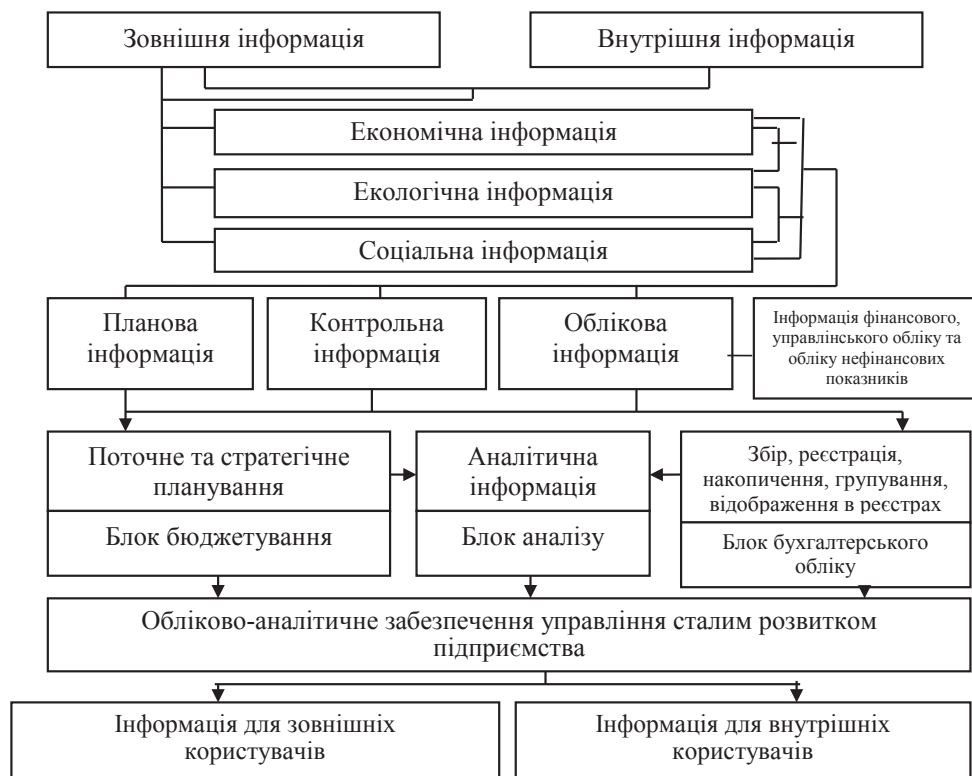 Зовнішня інформація
Внутрішня інформація
Економічна інформація
Екологічна інформація
Соціальна інформація
Планова
інформація
Контрольна
інформація
Облікова
інформація
Інформація фінансового,
управлінського обліку та
обліку нефінансових
показників
Поточне та стратегічне
планування
Блок бюджетування
Аналітична
інформація
Блок аналізу
Збір, реєстрація,
накопичення, групування,
відображення в реєстрах
Блок бухгалтерського
обліку
Обліково-аналітичне забезпечення управління сталим розвитком
підприємства
Інформація для зовнішніх
користувачів
Інформація для внутрішніх
користувачів